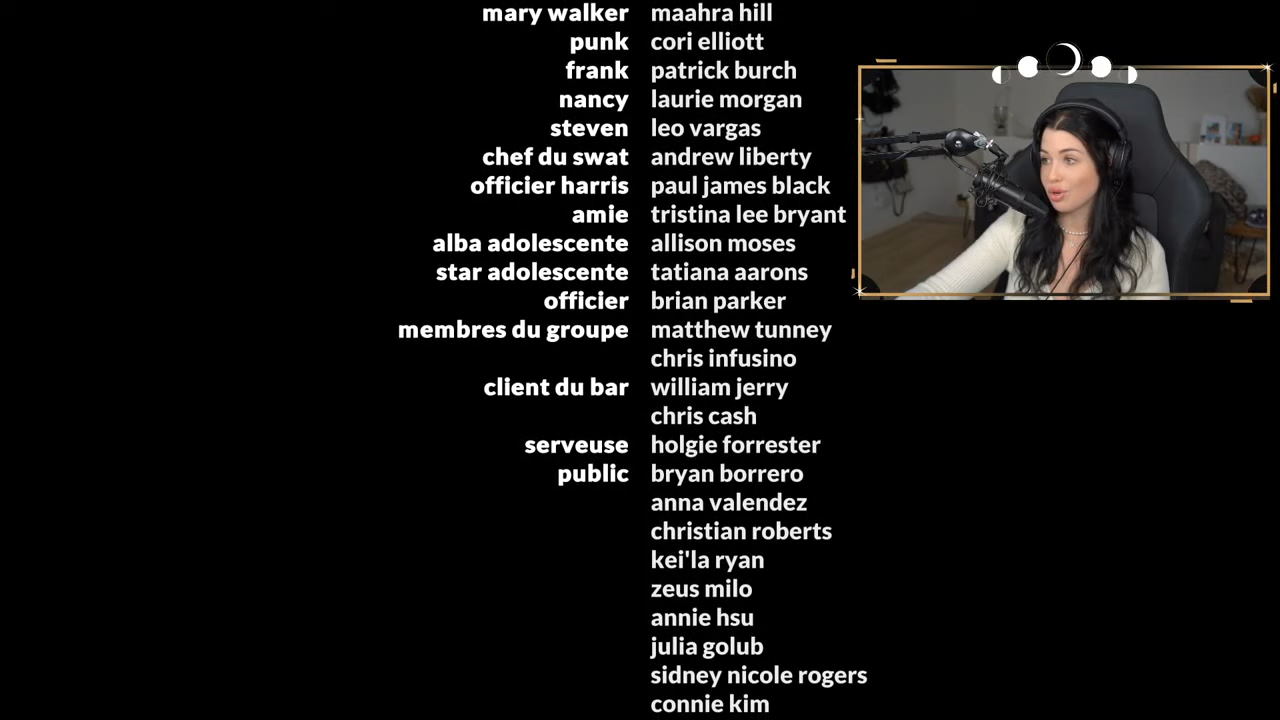 mary walker maahra hill
punk cori elliott
frank patrick burch
nancy laurie morgan
steven leo vargas
chef du swat andrew liberty
officier harris paul james black
amie tristina lee bryant
alba adolescente allison moses
star adolescente tatiana aarons
officier brian parker
membres du groupe matthew tunney
chris infusino
client du bar william jerry
chris cash
serveuse holgie forrester
public bryan borrero
anna valendez
christian roberts
kei'la ryan
zeus milo
annie hsu
julia golub
sidney nicole rogers
connie kim